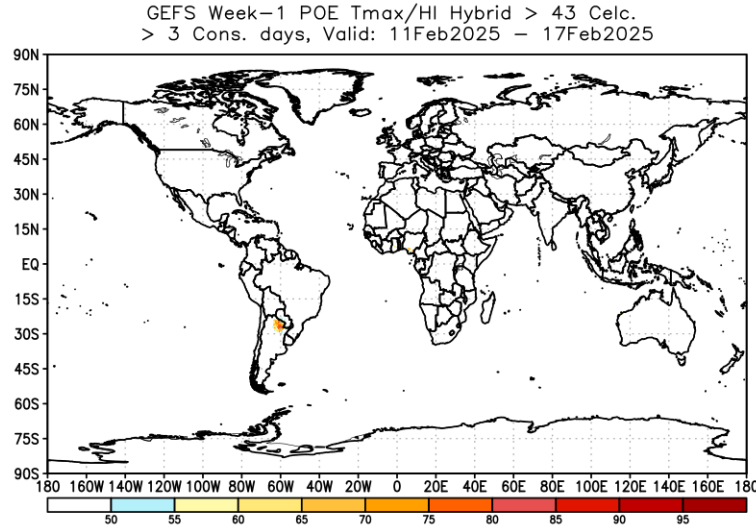 GEFS Week-1 POE Tmax/HI Hybrid > 43 Celc.
> 3 Cons. days, Valid: 11Feb2025 - 17Feb2025
90N
75N
60N
45N
30N
15N
EQ
15S
30S
45S
60S
75S
90S
180 160W 140W 120W 100W 80W 60W 40W 20W 0 20E 40E 60E 80E 100E 120E 140E 160E 180
50 55 60 65 70 75 80 85 90 95